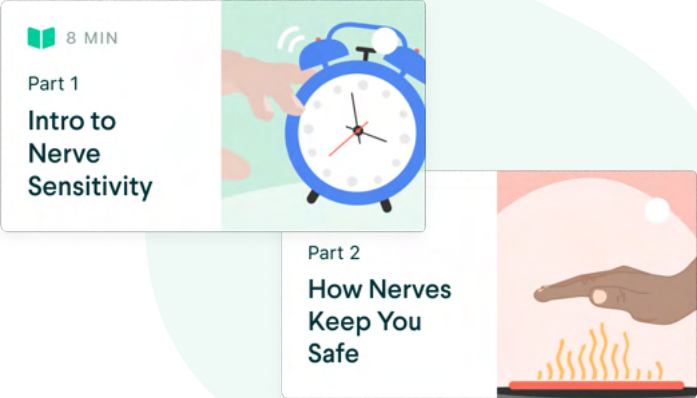 8 MIN
Part 1
Intro to
Nerve
Sensitivity
Part 2
How Nerves
Keep You
Safe